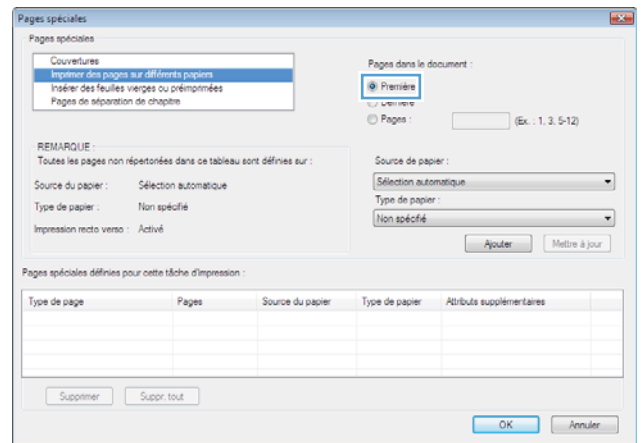 Pages spéciales
Pages spéciales
Couvertures
Imprimer des pages sur différents papiers
Insérer des feuilles vierges ou préimprimées
Pages de séparation de chapitre
Pages dans le document :
Première
Dernière
Pages :
(Ex. : 1, 3, 5-12)
REMARQUE :
Toutes les pages non répertoriées dans ce tableau sont définies sur :
Source du papier : Sélection automatique
Type de papier : Non spécifié
Impression recto verso : Activé
Source de papier :
Sélection automatique
Type de papier :
Non spécifié
Ajouter Mettre à jour
Pages spéciales définies pour cette tâche d'impression :
Type de page Pages Source du papier Type de papier Attributs supplémentaires
Supprimer Suppr. tout
OK Annuler